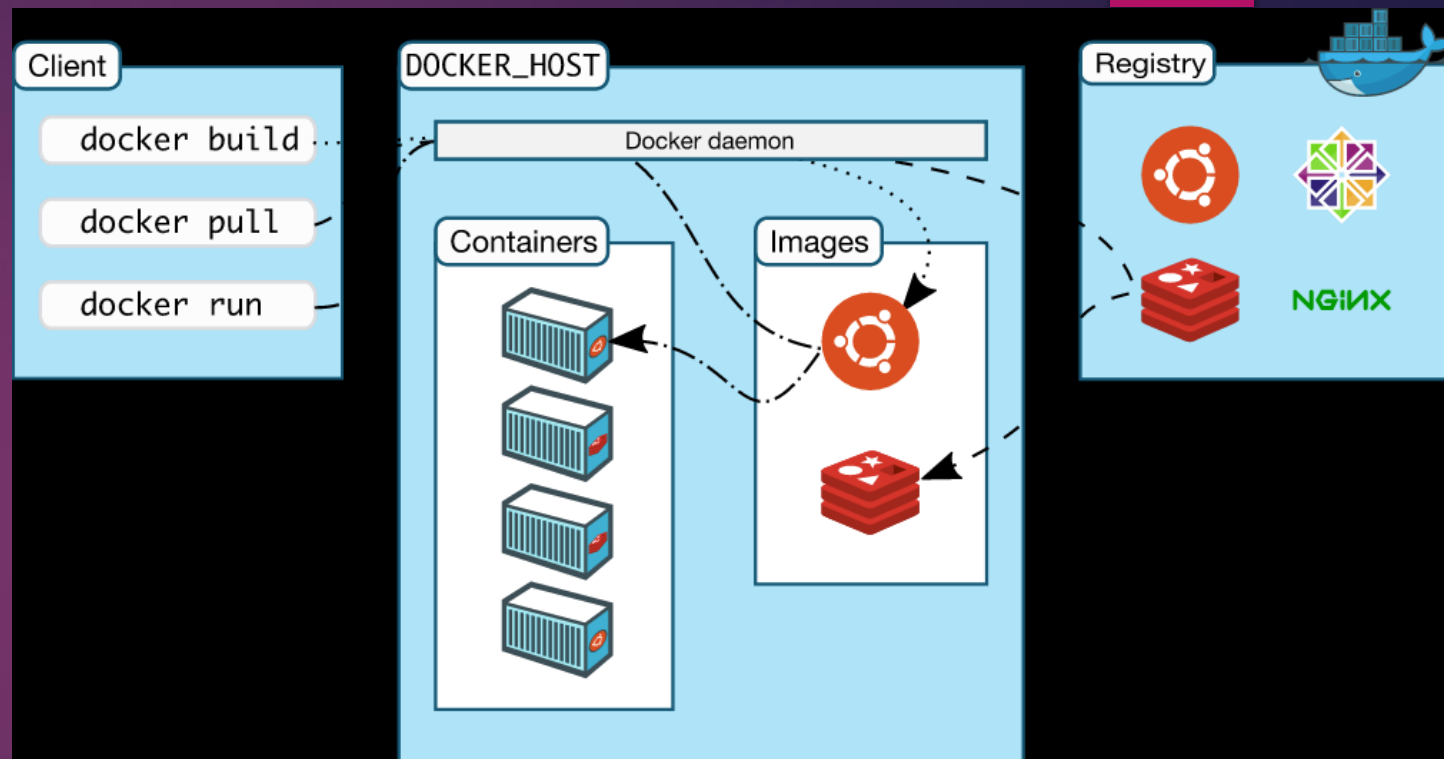 Client
docker build
docker pull
docker run
DOCKER_HOST
Docker daemon
Containers
Images
Registry
NGiNX